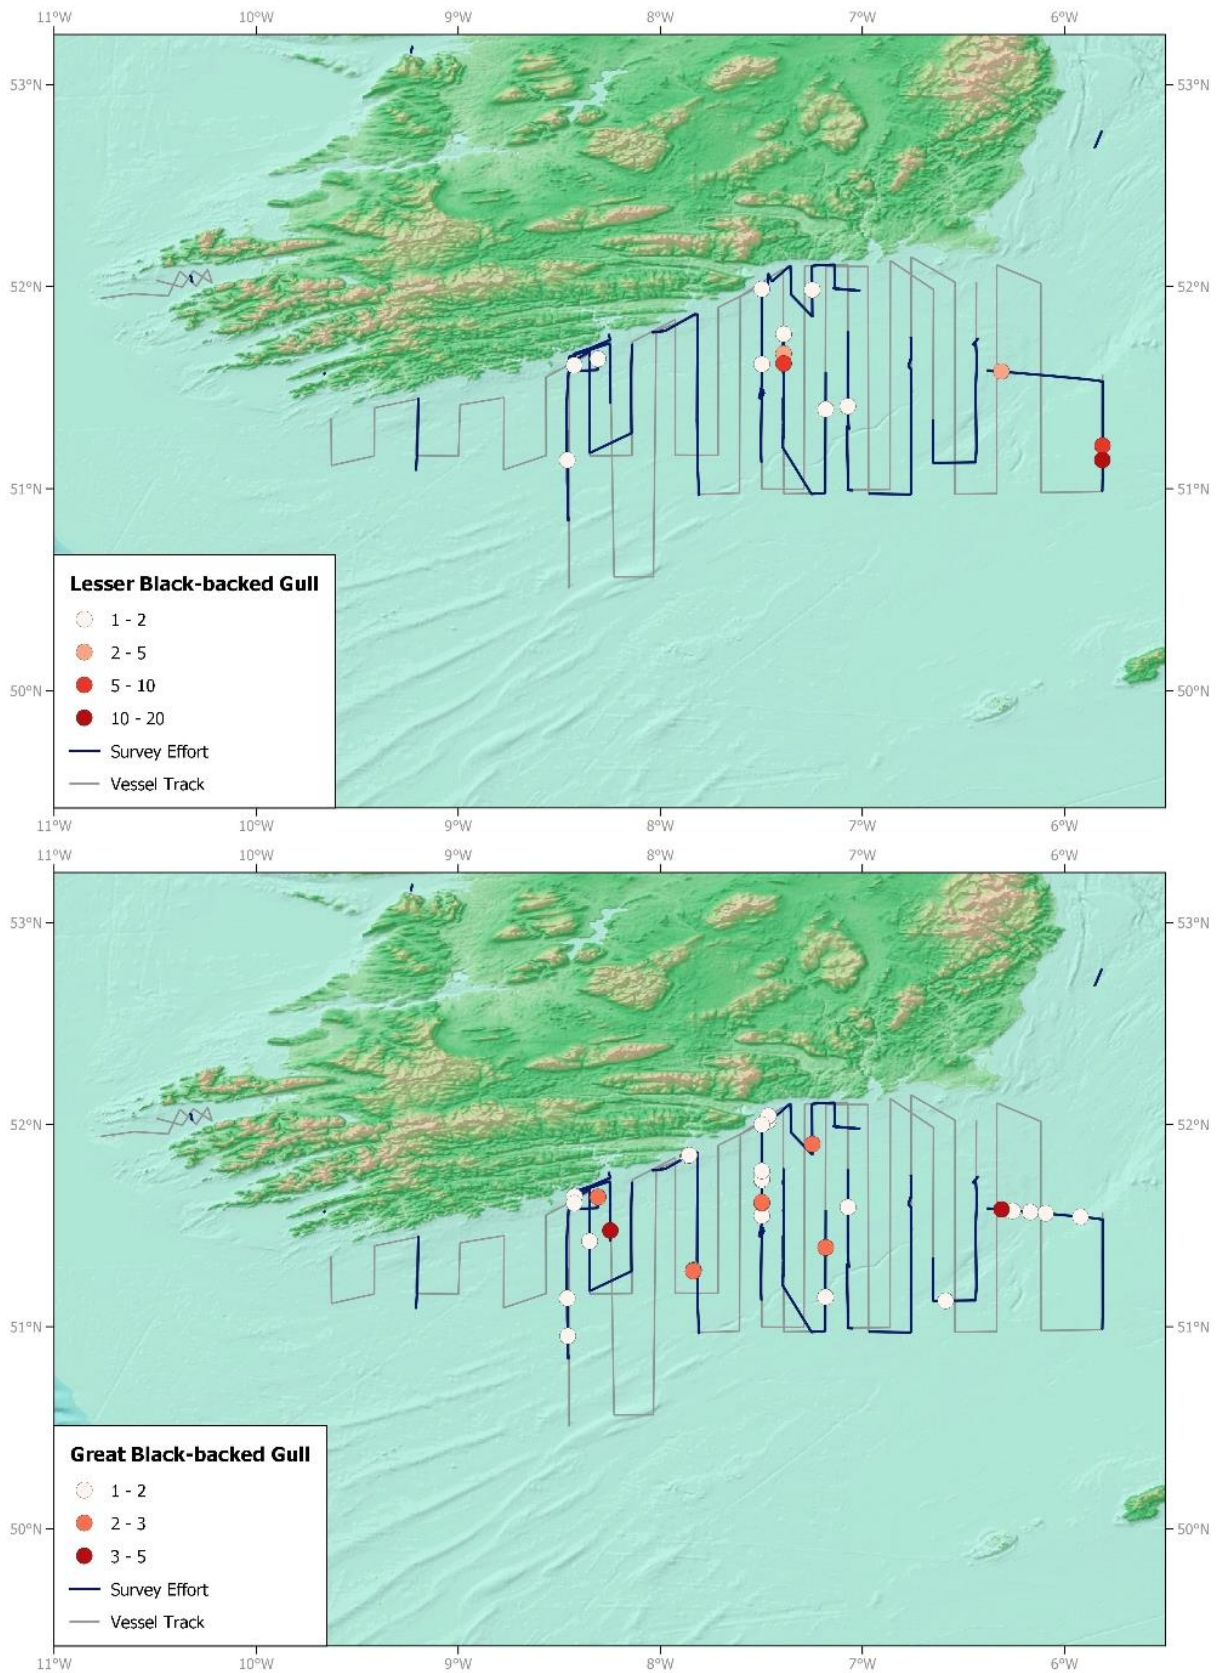 11°W 10°W 9°W 8°W 7°W 6°W
53°N 53°N
52°N 52°N
51°N 51°N
Lesser Black-backed Gull
1 - 2
2 - 5
5 - 10
10 - 20
Survey Effort
Vessel Track
50°N 50°N
11°W 10°W 9°W 8°W 7°W 6°W
11°W 10°W 9°W 8°W 7°W 6°W
53°N 53°N
52°N 52°N
51°N 51°N
Great Black-backed Gull
1 - 2
2 - 3
3 - 5
Survey Effort
Vessel Track
50°N 50°N
11°W 10°W 9°W 8°W 7°W 6°W